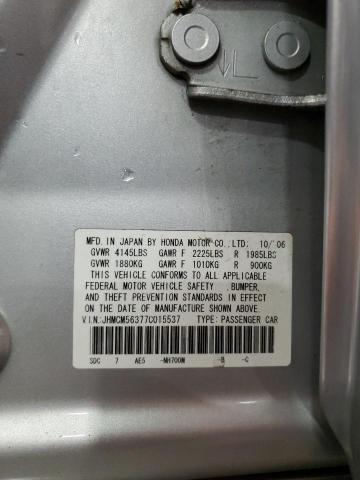 MFD. IN JAPAN BY HONDA MOTOR CO., LTD. 10/06
GVWR 4145LBS GAWR F 2225LBS R 1985LBS
GVWR 1880KG GAWR F 1010KG R 900KG
THIS VEHICLE CONFORMS TO ALL APPLICABLE
FEDERAL MOTOR VEHICLE SAFETY , BUMPER,
AND THEFT PREVENTION STANDARDS IN EFFECT
ON THE DATE OF MANUFACTURE SHOWN ABOVE.
V.I.N.: JHMCM56377C015537 TYPE: PASSENGER CAR
SDC 7 AE5 -NH700M -B -C